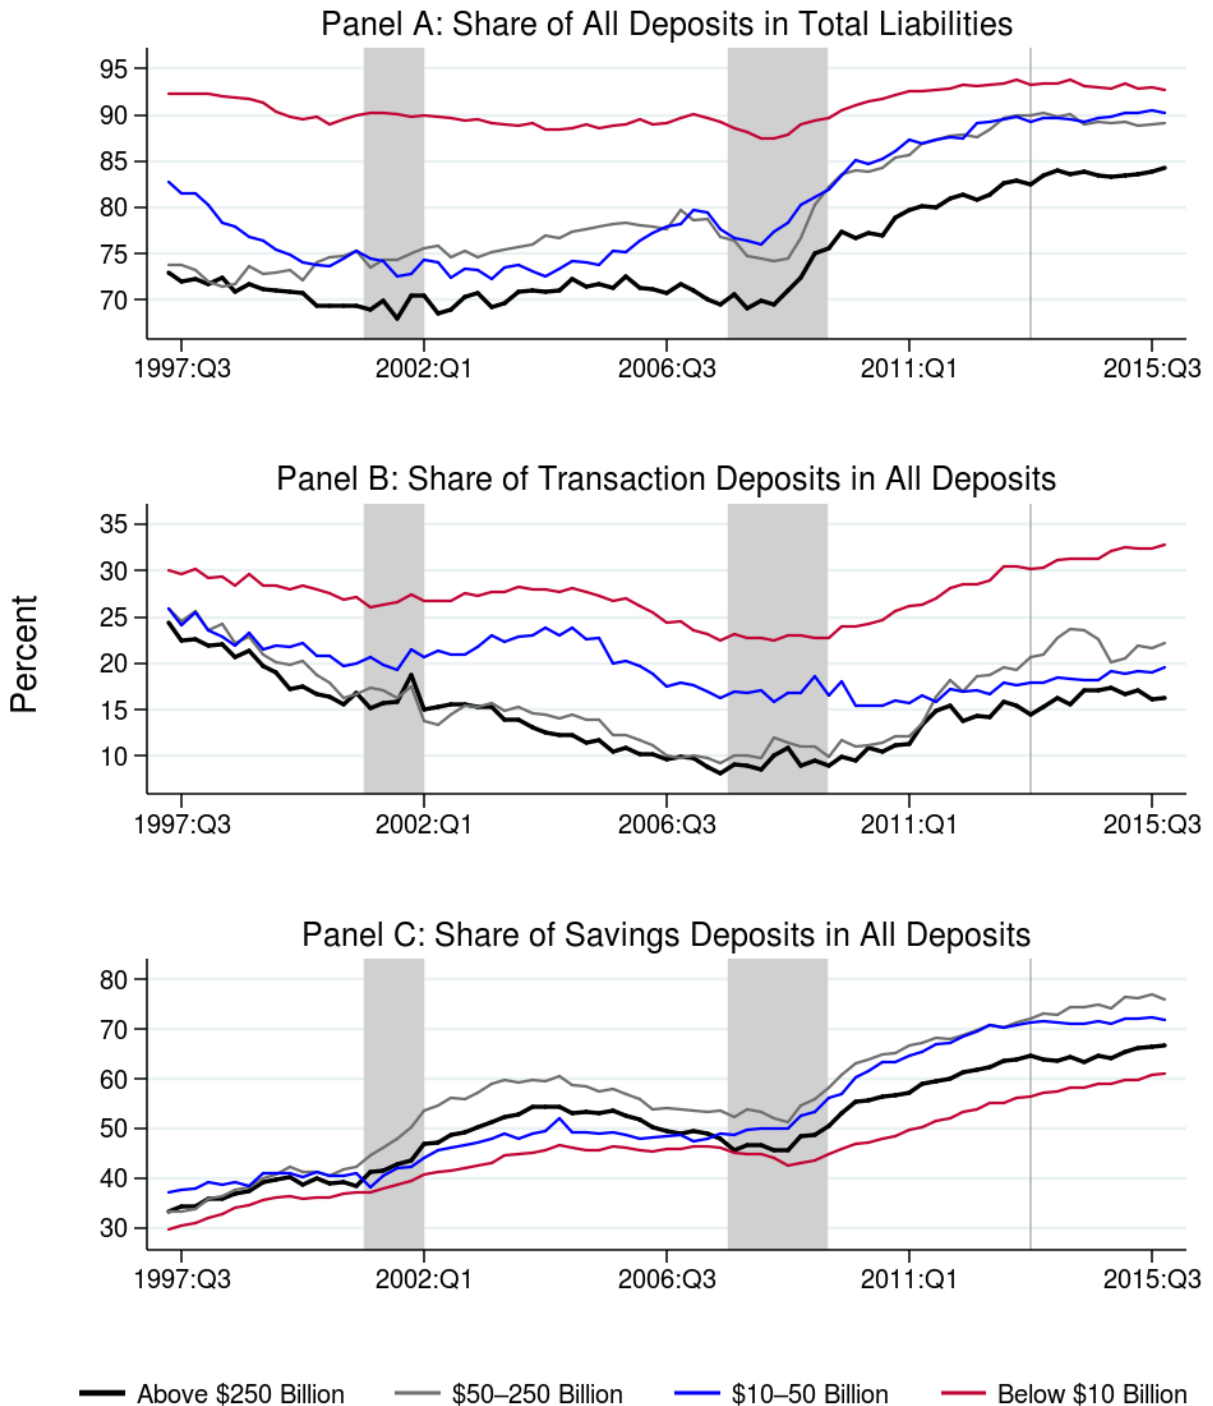 Panel A: Share of All Deposits in Total Liabilities
95
90
85
80
75
70
1997:Q3 2002:Q1 2006:Q3 2011:Q1 2015:Q3
Panel B: Share of Transaction Deposits in All Deposits
Percent
35
30
25
20
15
10
1997:Q3 2002:Q1 2006:Q3 2011:Q1 2015:Q3
Panel C: Share of Savings Deposits in All Deposits
80
70
60
50
40
30
1997:Q3 2002:Q1 2006:Q3 2011:Q1 2015:Q3
Above $250 Billion $50–250 Billion $10–50 Billion Below $10 Billion